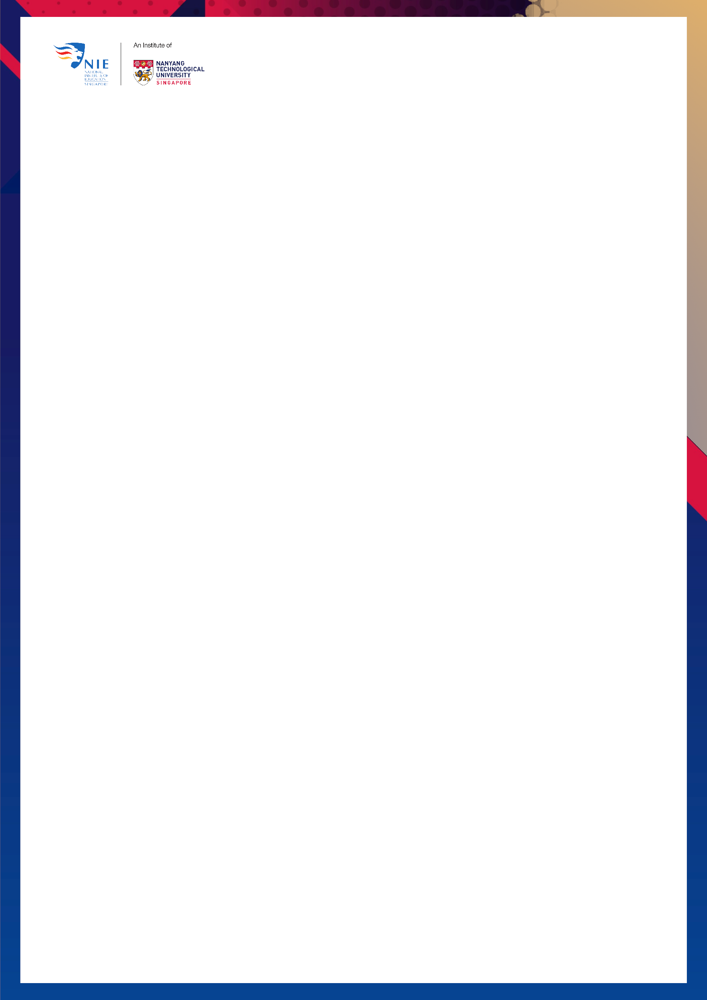 An Institute of
NIE
NATIONAL
INSTITUTE OF
EDUCATION
SINGAPORE
NANYANG
TECHNOLOGICAL
UNIVERSITY
SINGAPORE